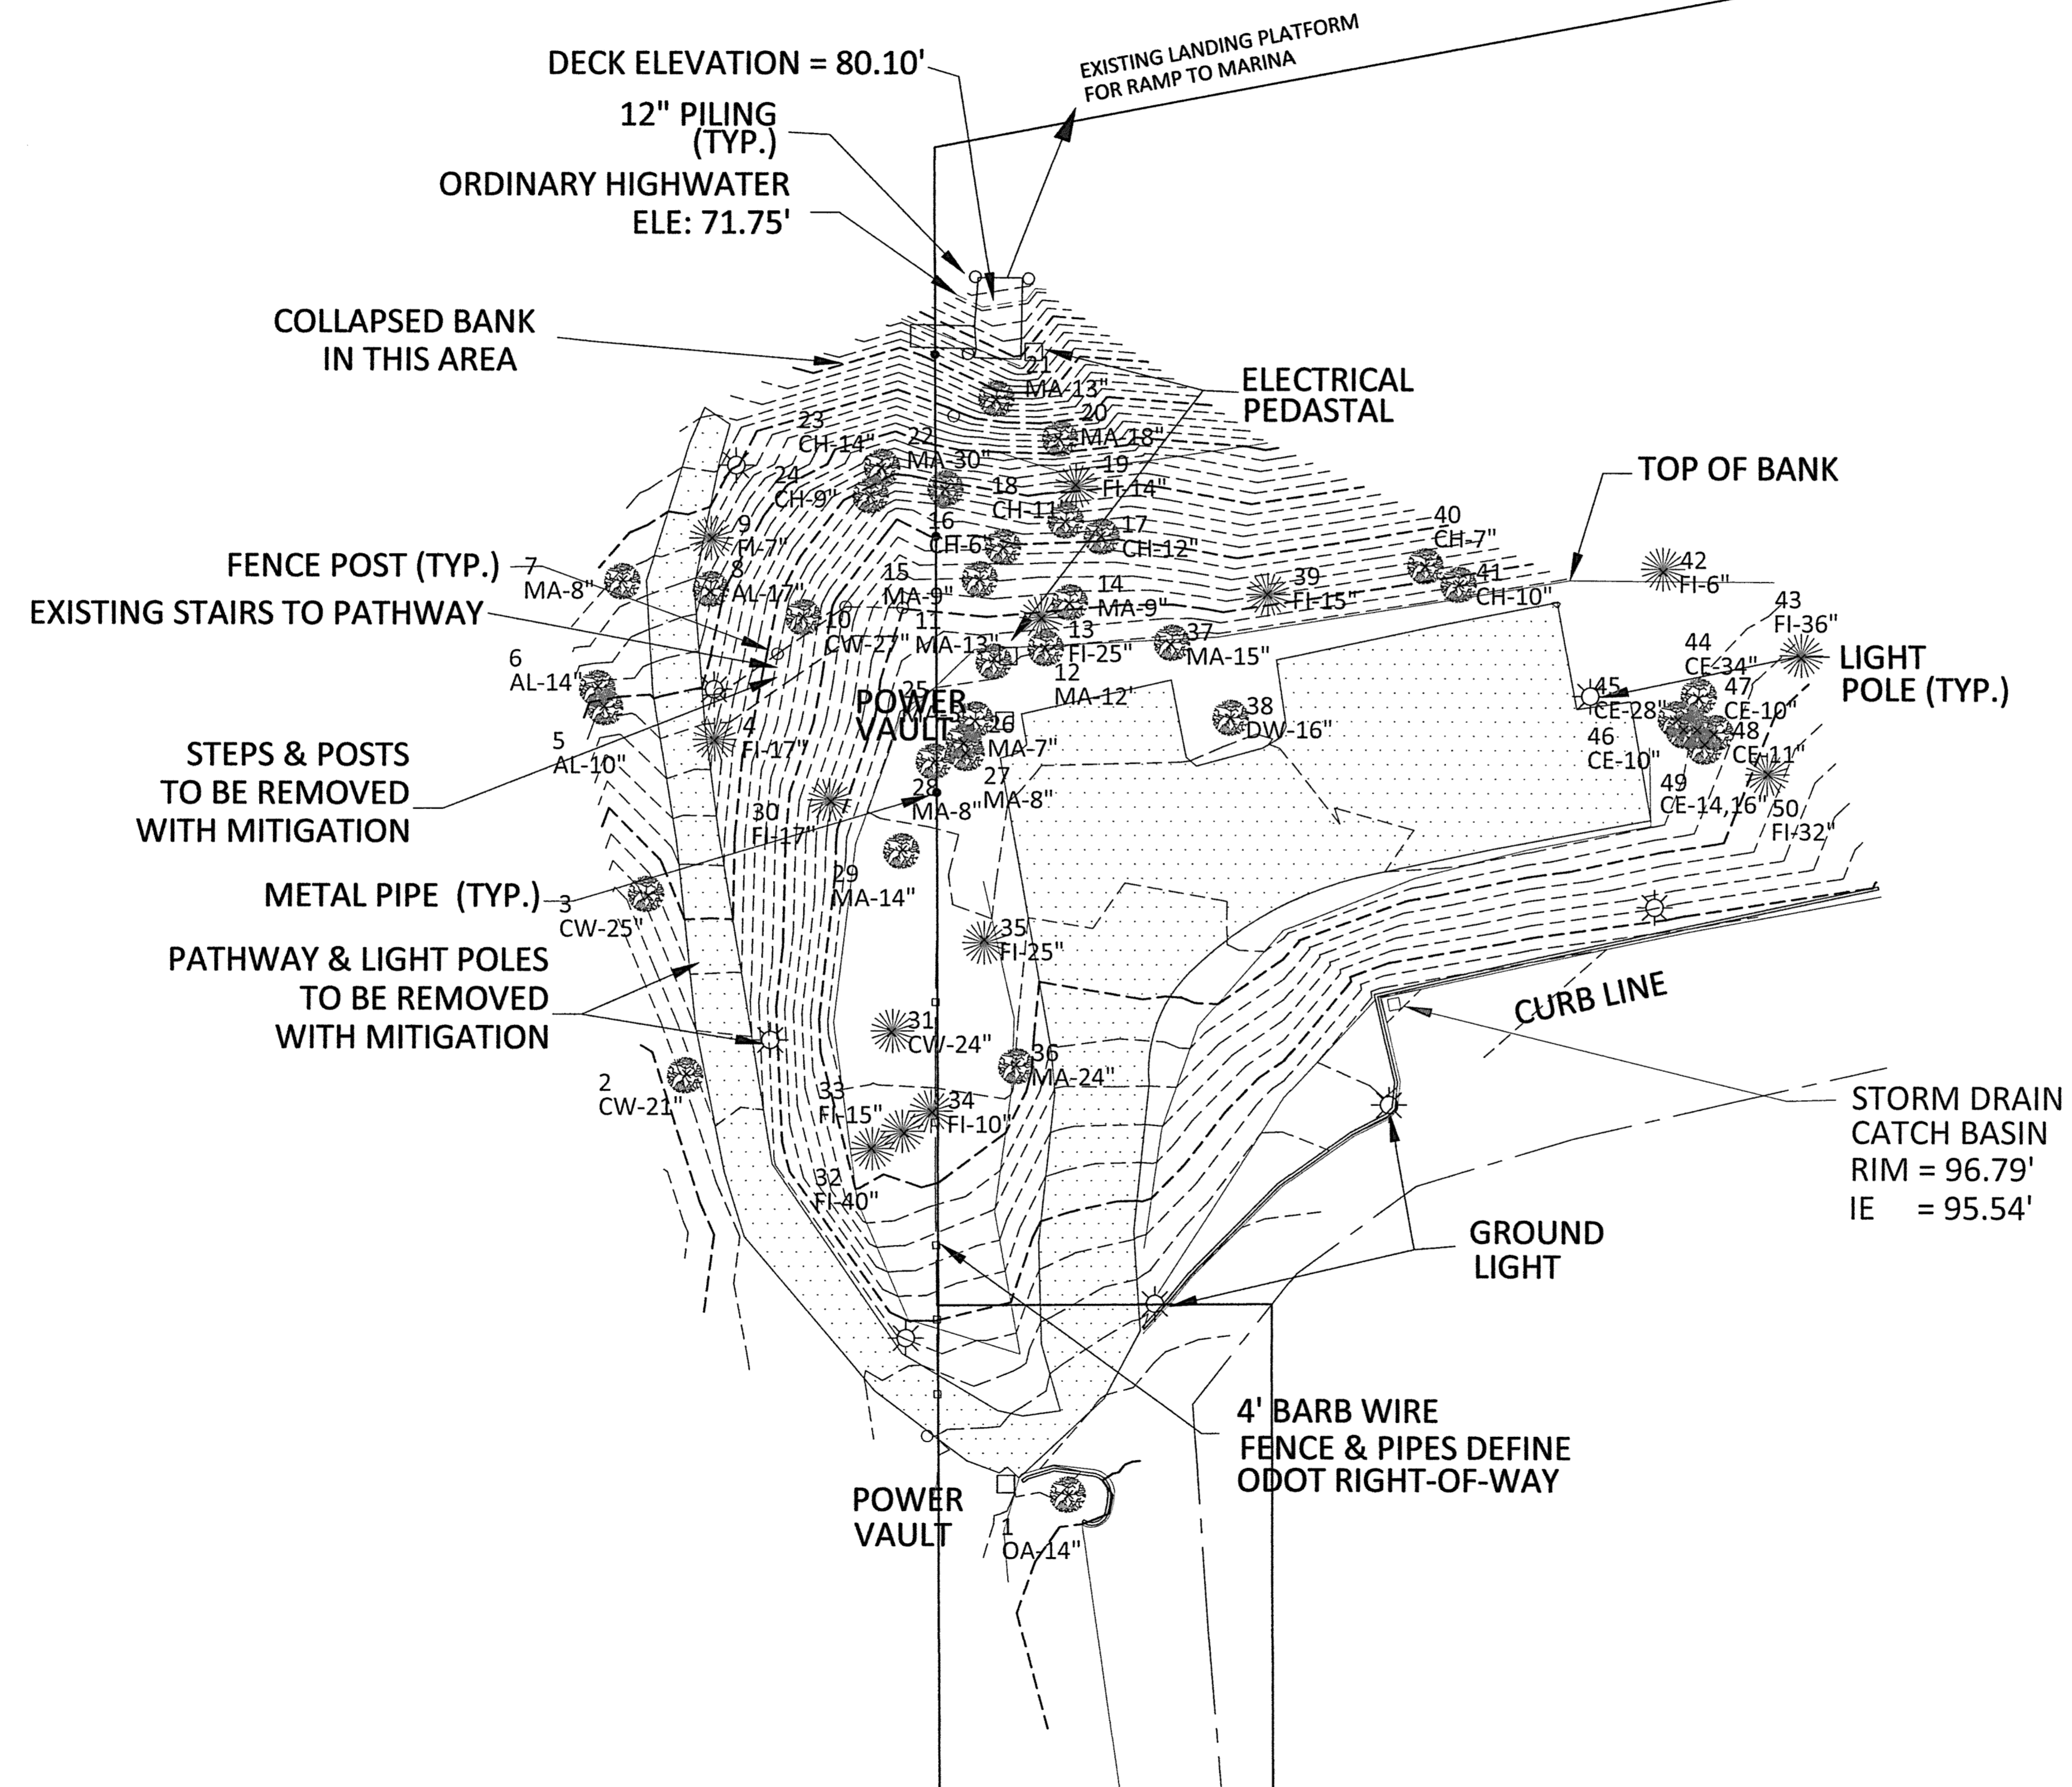 DECK ELEVATION = 80.10'
EXISTING LANDING PLATFORM
FOR RAMP TO MARINA
12" PILING
(TYP.)
ORDINARY HIGHWATER
ELE: 71.75'
COLLAPSED BANK
IN THIS AREA
21
MA-13"
ELECTRICAL
PEDASTAL
20
MA-18"
23
CH-14"
22
MA-30"
19
FI-14"
24
CH-9"
18
CH-11"
TOP OF BANK
9
FI-7"
16
CH-6"
17
CH-12"
40
CH-7"
FENCE POST (TYP.)
7
MA-8"
8
AL-17"
15
MA-9"
14
MA-9"
39
FI-15"
41
CH-10"
42
FI-6"
EXISTING STAIRS TO PATHWAY
10
CW-27"
11
MA-13"
13
FI-25"
37
MA-15"
43
FI-36"
6
AL-14"
12
MA-12'
44
CE-34"
LIGHT
POLE (TYP.)
25
POWER
VAULT
45
CE-28"
47
CE-10"
38
DW-16"
4
FI-17"
26
MA-7"
5
AL-10"
46
CE-10"
48
CE-11"
STEPS & POSTS
TO BE REMOVED
WITH MITIGATION
28
MA-8"
27
MA-8"
49
CE-14,16"
50
FI-32"
30
FI-17"
29
MA-14"
METAL PIPE (TYP.)
3
CW-25"
35
FI-25"
PATHWAY & LIGHT POLES
TO BE REMOVED
WITH MITIGATION
CURB LINE
31
CW-24"
36
MA-24"
2
CW-21"
33
FI-15"
34
FI-10"
STORM DRAIN
CATCH BASIN
RIM = 96.79'
IE = 95.54'
32
FI-40"
GROUND
LIGHT
4' BARB WIRE
FENCE & PIPES DEFINE
ODOT RIGHT-OF-WAY
POWER
VAULT
1
OA-14"